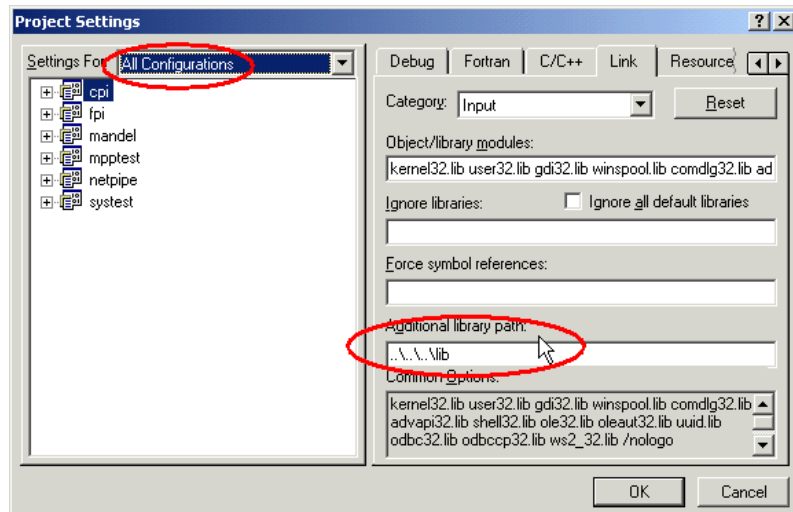 Project Settings
Settings For: All Configurations
cpi
fpi
mandel
mpptest
netpipe
systest
Debug Fortran C/C++ Link Resource
Category: Input Reset
Object/library modules:
kernel32.lib user32.lib gdi32.lib winspool.lib comdlg32.lib ad
Ignore libraries: Ignore all default libraries
Force symbol references:
Additional library path:
..\..\..\lib
Common Options:
kernel32.lib user32.lib gdi32.lib winspool.lib comdlg32.lib
advapi32.lib shell32.lib ole32.lib oleaut32.lib uuid.lib
odbc32.lib odbccp32.lib ws2_32.lib /nologo
OK Cancel